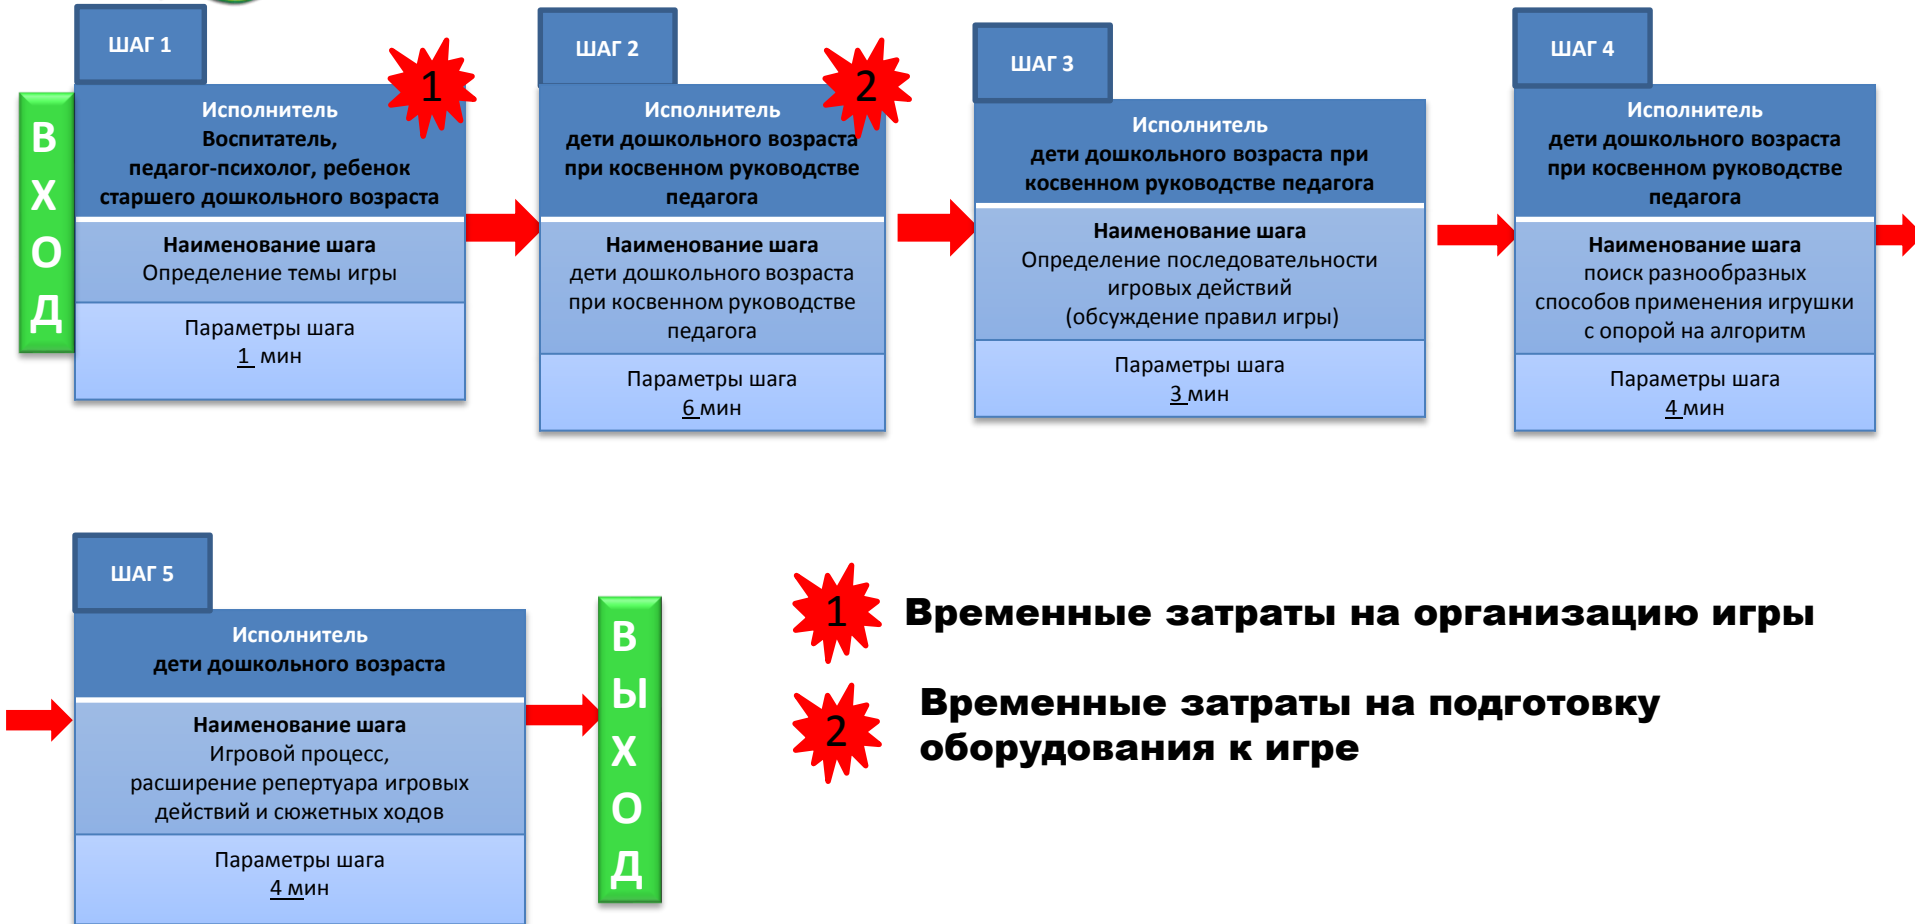 ВХОД
ШАГ 1
1
Исполнитель
Воспитатель,
педагог-психолог, ребенок
старшего дошкольного возраста
Наименование шага
Определение темы игры
Параметры шага
1 мин
ШАГ 2
2
Исполнитель
дети дошкольного возраста
при косвенном руководстве
педагога
Наименование шага
дети дошкольного возраста
при косвенном руководстве
педагога
Параметры шага
6 мин
ШАГ 3
Исполнитель
дети дошкольного возраста при
косвенном руководстве педагога
Наименование шага
Определение последовательности
игровых действий
(обсуждение правил игры)
Параметры шага
3 мин
ШАГ 4
Исполнитель
дети дошкольного возраста
при косвенном руководстве
педагога
Наименование шага
поиск разнообразных
способов применения игрушки
с опорой на алгоритм
Параметры шага
4 мин
ШАГ 5
Исполнитель
дети дошкольного возраста
Наименование шага
Игровой процесс,
расширение репертуара игровых
действий и сюжетных ходов
Параметры шага
4 мин
ВЫХОД
1
Временные затраты на организацию игры
2
Временные затраты на подготовку
оборудования к игре